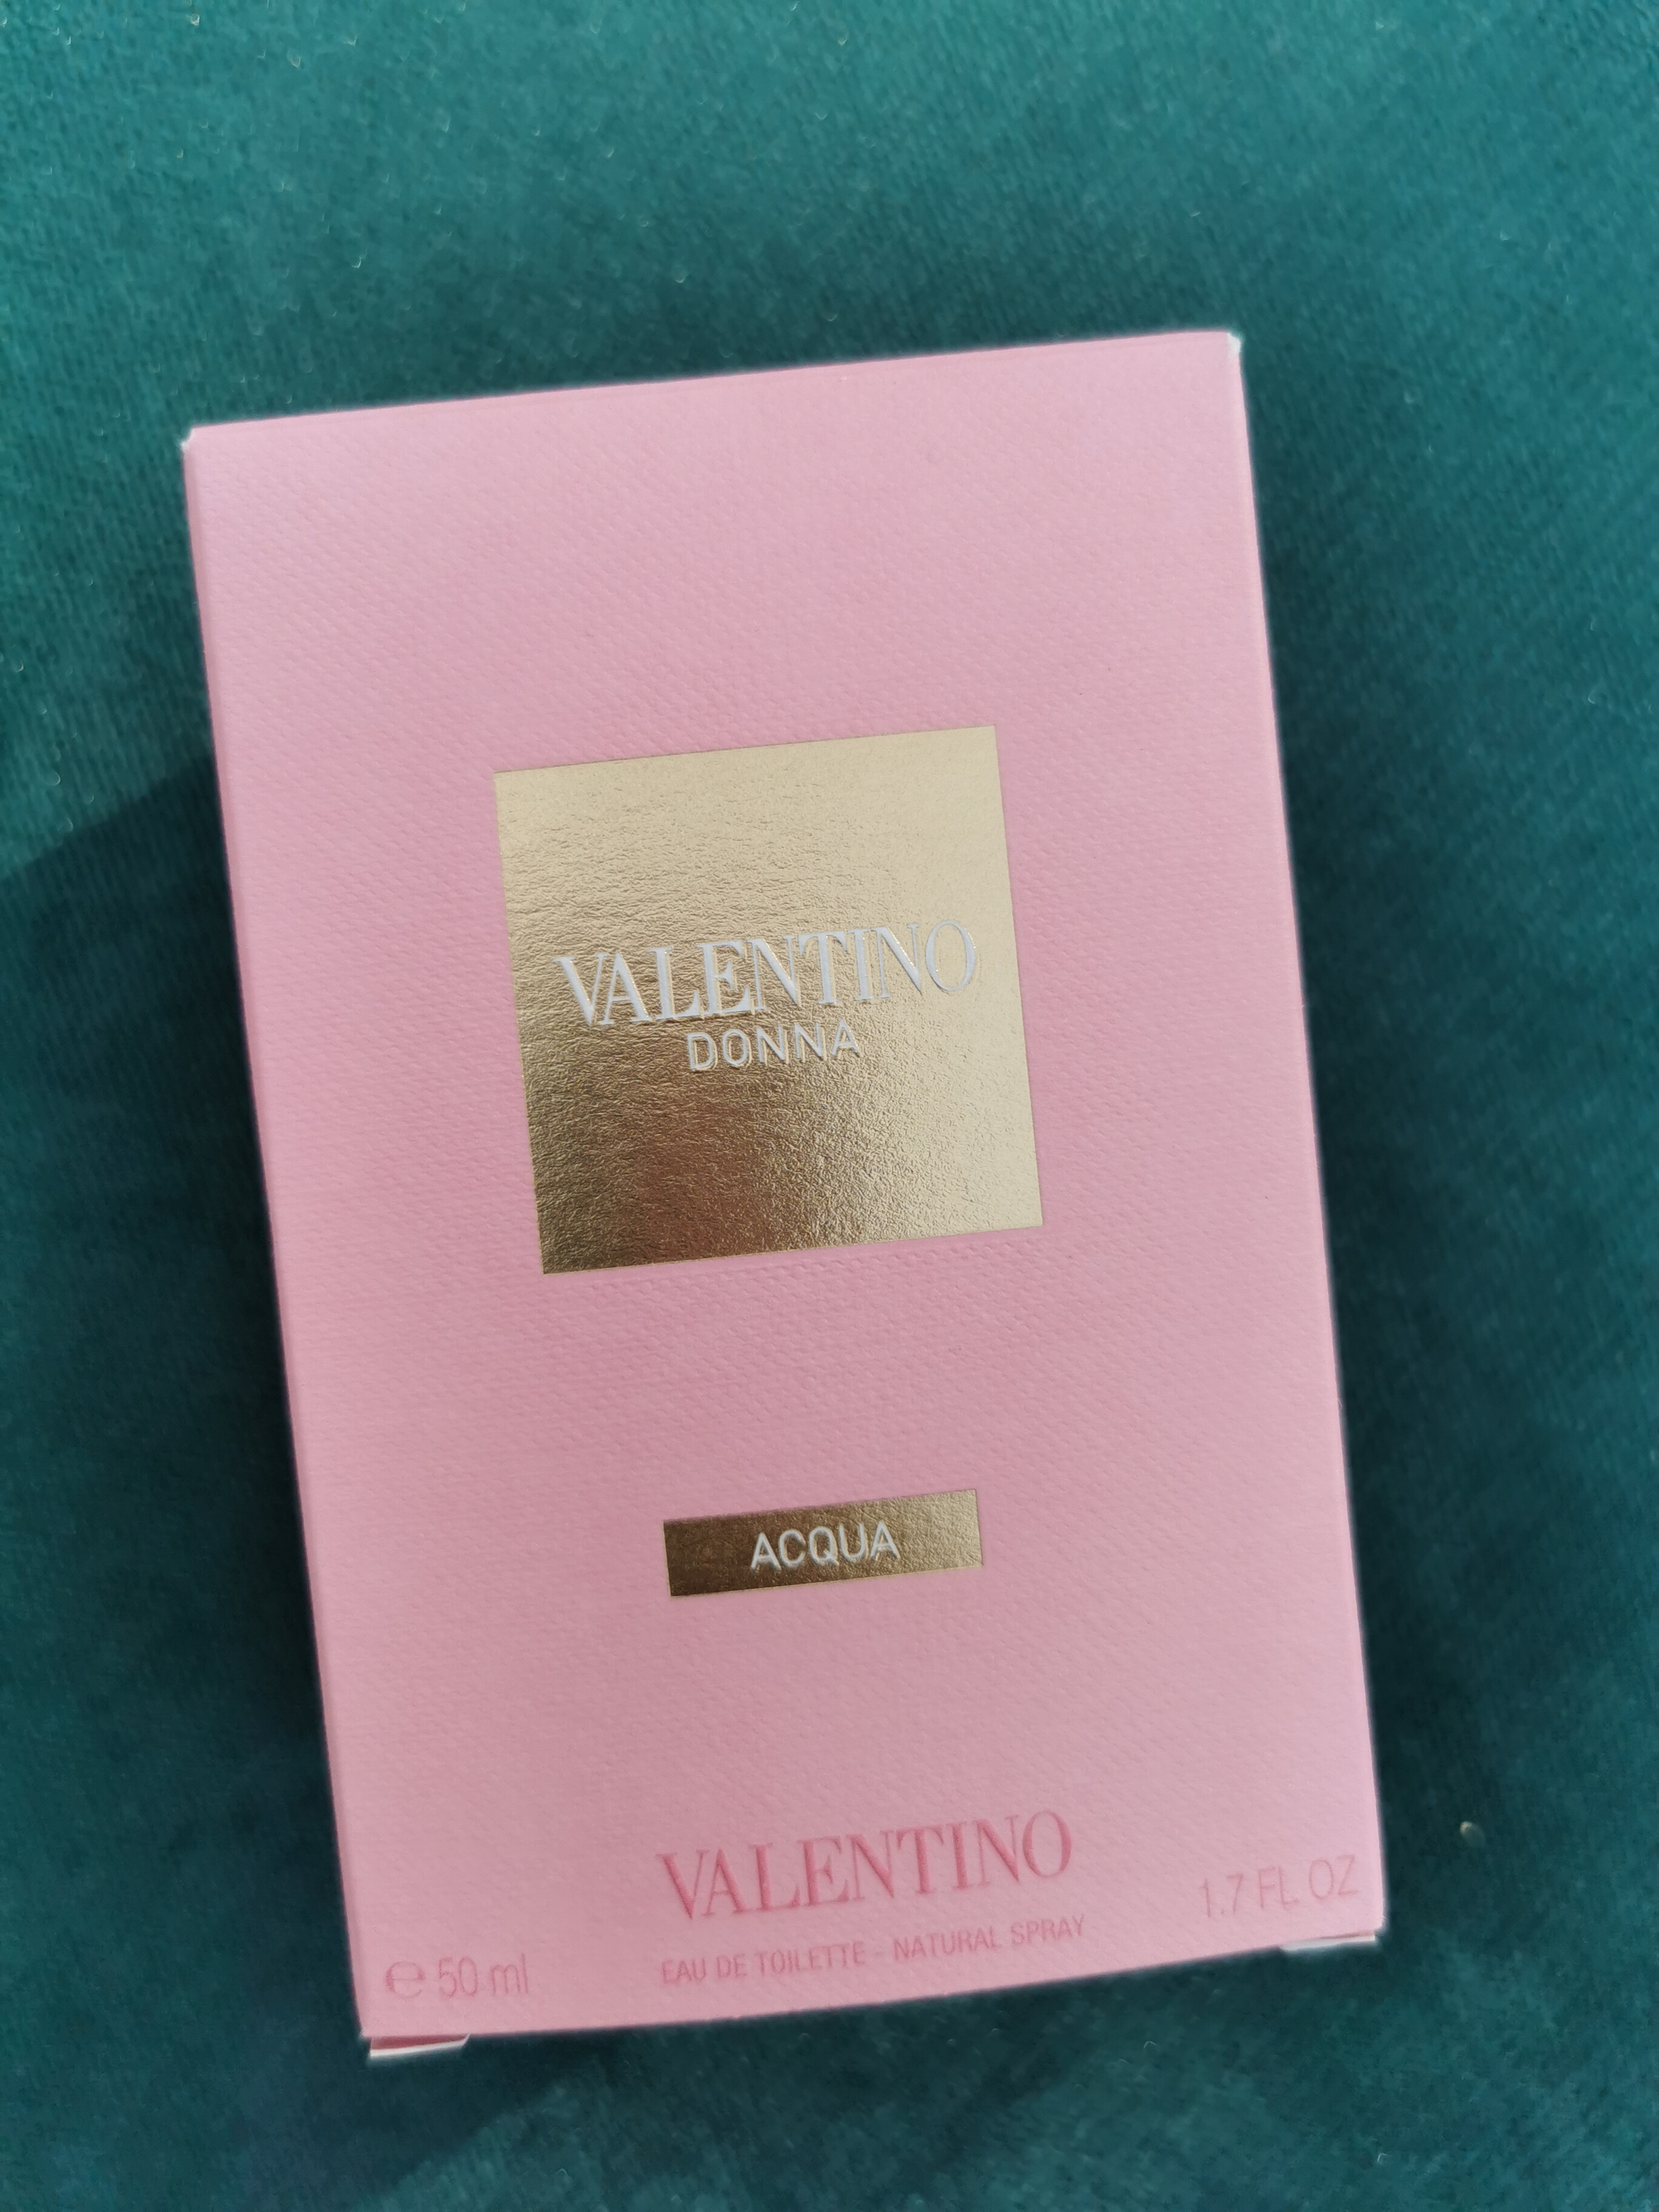 VALENTINO
DONNA
ACQUA
VALENTINO
EAU DE TOILETTE - NATURAL SPRAY
℮ 50 ml
1.7 FL OZ